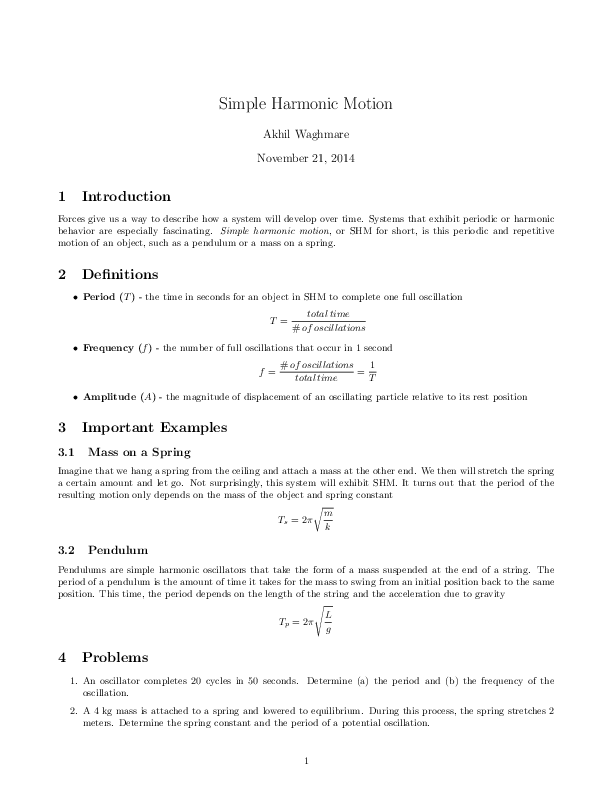 Simple Harmonic Motion
Akhil Waghmare
November 21, 2014
1 Introduction
Forces give us a way to describe how a system will develop over time. Systems that exhibit periodic or harmonic
behavior are especially fascinating. Simple harmonic motion, or SHM for short, is this periodic and repetitive
motion of an object, such as a pendulum or a mass on a spring.
2 Definitions
• Period (T) - the time in seconds for an object in SHM to complete one full oscillation
T = total time / # of oscillations
• Frequency (f) - the number of full oscillations that occur in 1 second
f = # of oscillations / total time = 1 / T
• Amplitude (A) - the magnitude of displacement of an oscillating particle relative to its rest position
3 Important Examples
3.1 Mass on a Spring
Imagine that we hang a spring from the ceiling and attach a mass at the other end. We then will stretch the spring
a certain amount and let go. Not surprisingly, this system will exhibit SHM. It turns out that the period of the
resulting motion only depends on the mass of the object and spring constant
Tₛ = 2π√(m/k)
3.2 Pendulum
Pendulums are simple harmonic oscillators that take the form of a mass suspended at the end of a string. The
period of a pendulum is the amount of time it takes for the mass to swing from an initial position back to the same
position. This time, the period depends on the length of the string and the acceleration due to gravity
Tₚ = 2π√(L/g)
4 Problems
1. An oscillator completes 20 cycles in 50 seconds. Determine (a) the period and (b) the frequency of the
oscillation.
2. A 4 kg mass is attached to a spring and lowered to equilibrium. During this process, the spring stretches 2
meters. Determine the spring constant and the period of a potential oscillation.
1